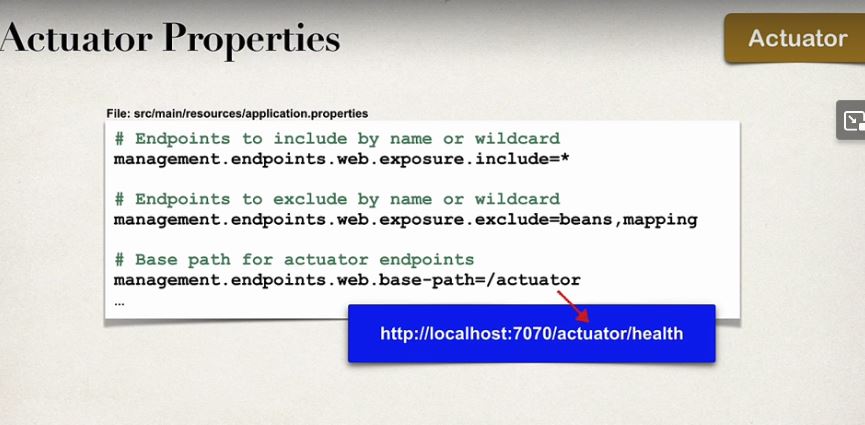 Actuator Properties
Actuator
File: src/main/resources/application.properties
# Endpoints to include by name or wildcard
management.endpoints.web.exposure.include=*
# Endpoints to exclude by name or wildcard
management.endpoints.web.exposure.exclude=beans,mapping
# Base path for actuator endpoints
management.endpoints.web.base-path=/actuator
...
http://localhost:7070/actuator/health